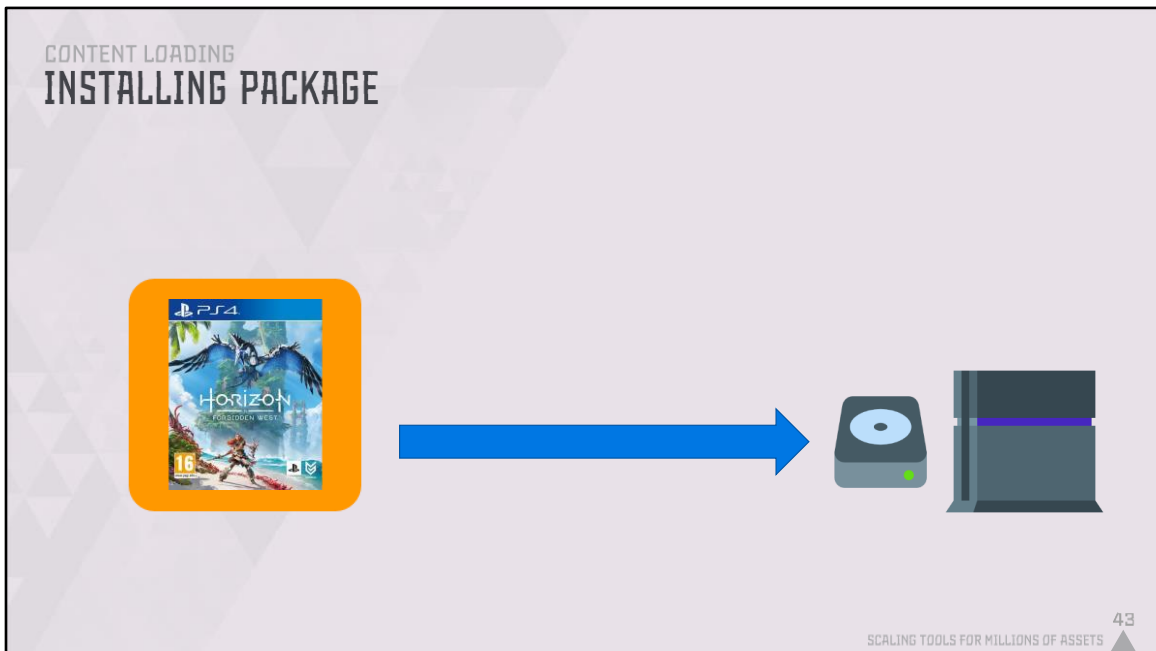 CONTENT LOADING
INSTALLING PACKAGE
PS4
HORIZON
FORBIDDEN WEST
16
43
SCALING TOOLS FOR MILLIONS OF ASSETS